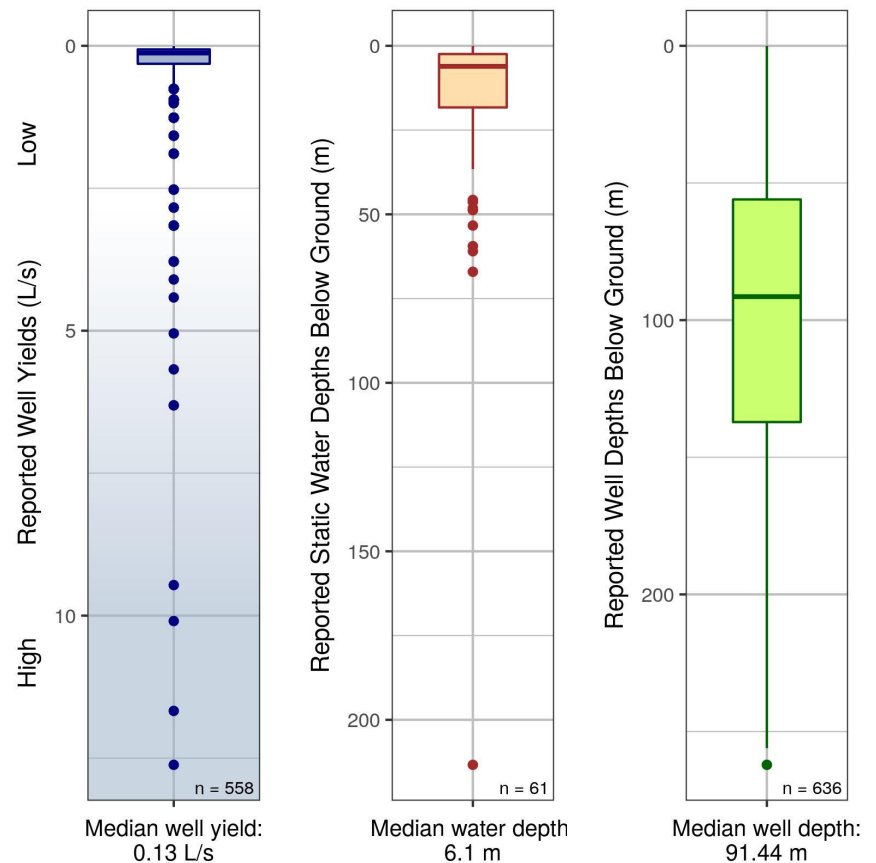 Reported Well Yields (L/s)
Low
High
0
5
10
n = 558
Median well yield:
0.13 L/s
Reported Static Water Depths Below Ground (m)
0
50
100
150
200
n = 61
Median water depth
6.1 m
Reported Well Depths Below Ground (m)
0
100
200
n = 636
Median well depth:
91.44 m